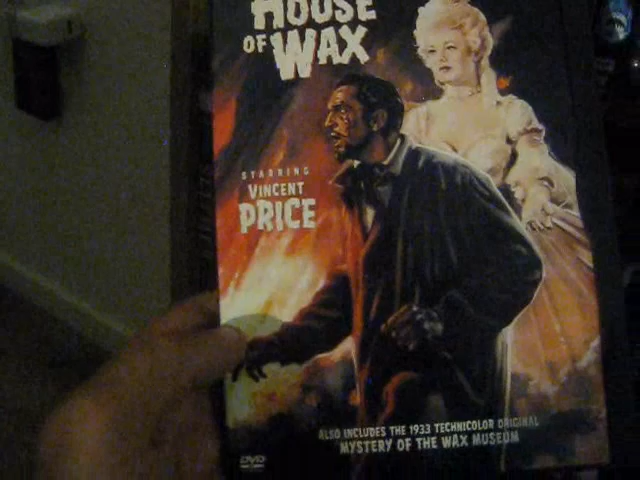 HOUSE
OF WAX
STARRING
VINCENT
PRICE
ALSO INCLUDES THE 1933 TECHNICOLOR ORIGINAL
MYSTERY OF THE WAX MUSEUM
DVD